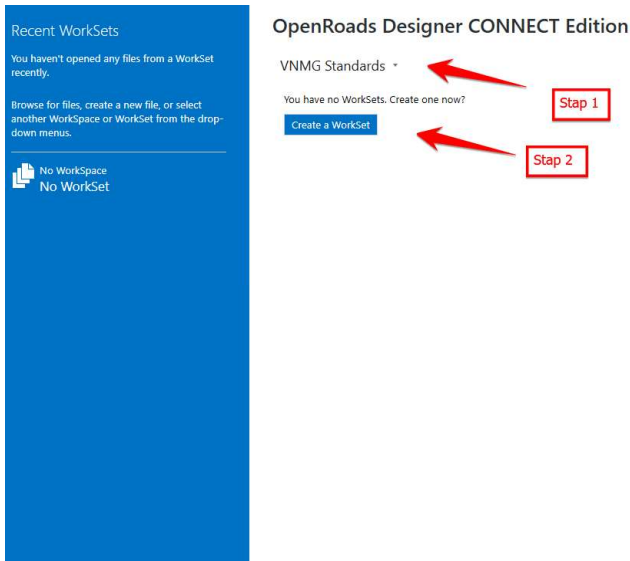 Recent WorkSets
You haven't opened any files from a WorkSet
recently.
Browse for files, create a new file, or select
another WorkSpace or WorkSet from the drop-
down menus.
No WorkSpace
No WorkSet
OpenRoads Designer CONNECT Edition
VNMG Standards
Stap 1
You have no WorkSets. Create one now?
Create a WorkSet
Stap 2